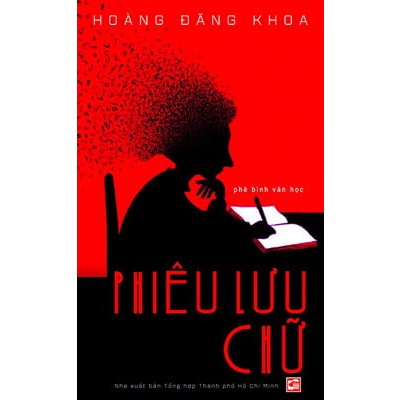 HOÀNG ĐĂNG KHOA
phê bình văn học
PHIÊU LƯU
CHỮ
Nhà xuất bản Tổng hợp Thành phố Hồ Chí Minh